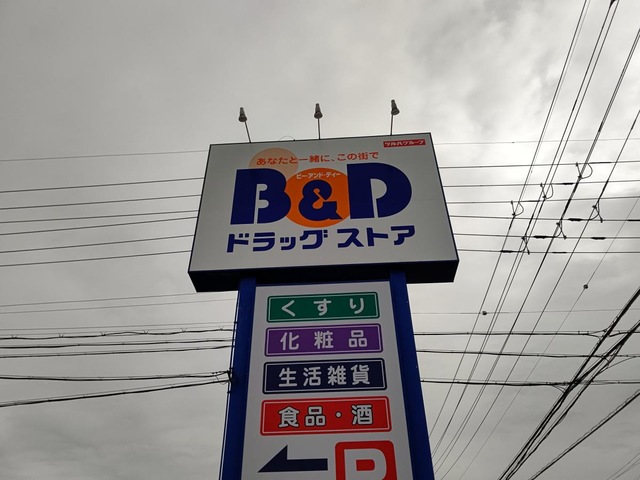 ツルハグループ
あなたと一緒に、この街で
ビー・アンド・ディー
B&D
ドラッグストア
くすり
化粧品
生活雑貨
食品・酒
P